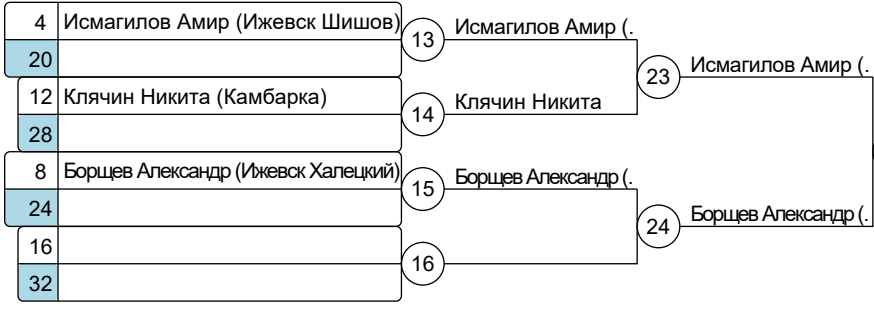 4 Исмагилов Амир (Ижевск Шишов)
20
12 Клячин Никита (Камбарка)
28
8 Борщев Александр (Ижевск Халецкий)
24
16
32
13 Исмагилов Амир (.
14 Клячин Никита
15 Борщев Александр (.
16
23 Исмагилов Амир (.
24 Борщев Александр (.